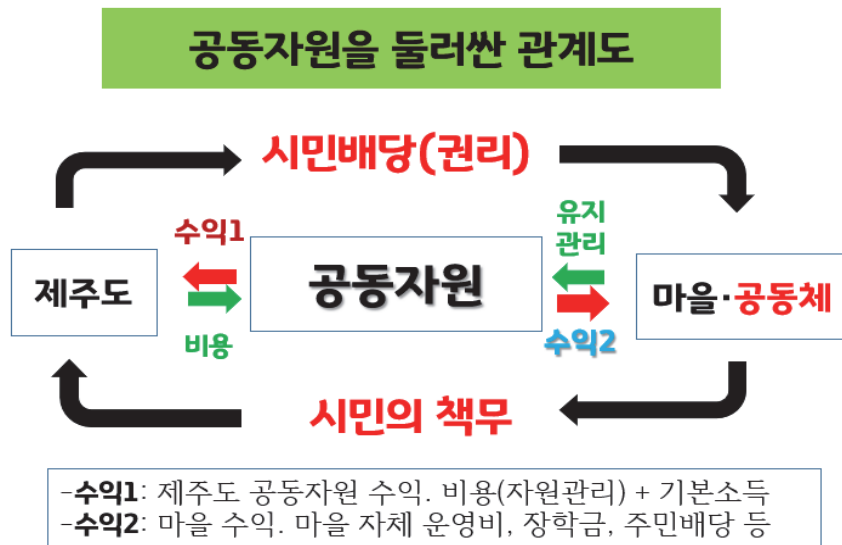 공동자원을 둘러싼 관계도
시민배당(권리)
수익1
유지
관리
제주도
공동자원
마을·공동체
비용
수익2
시민의 책무
-수익1: 제주도 공동자원 수익. 비용(자원관리) + 기본소득
-수익2: 마을 수익. 마을 자체 운영비, 장학금, 주민배당 등